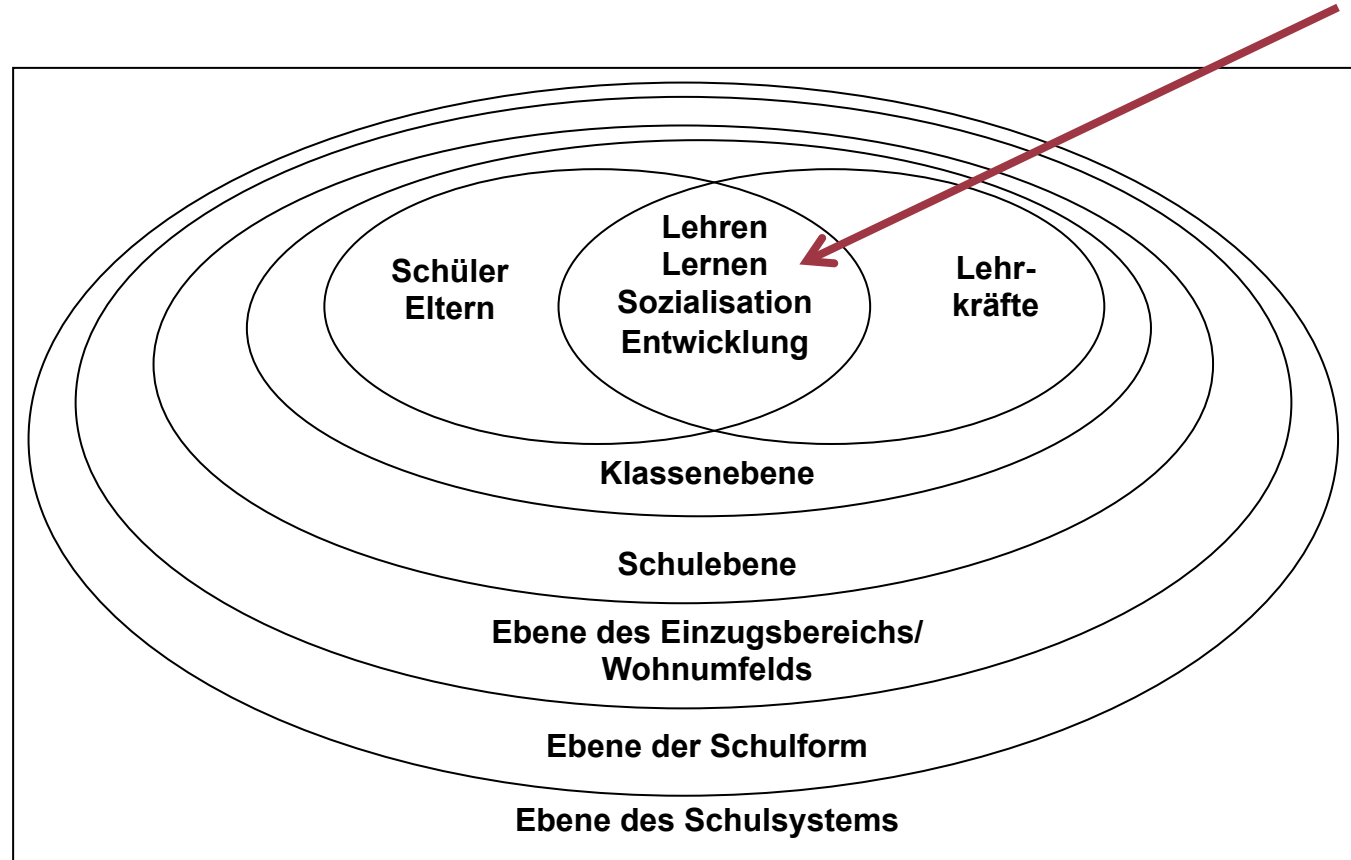 Schüler
Eltern
Lehren
Lernen
Sozialisation
Entwicklung
Lehr-
kräfte
Klassenebene
Schulebene
Ebene des Einzugsbereichs/
Wohnumfelds
Ebene der Schulform
Ebene des Schulsystems